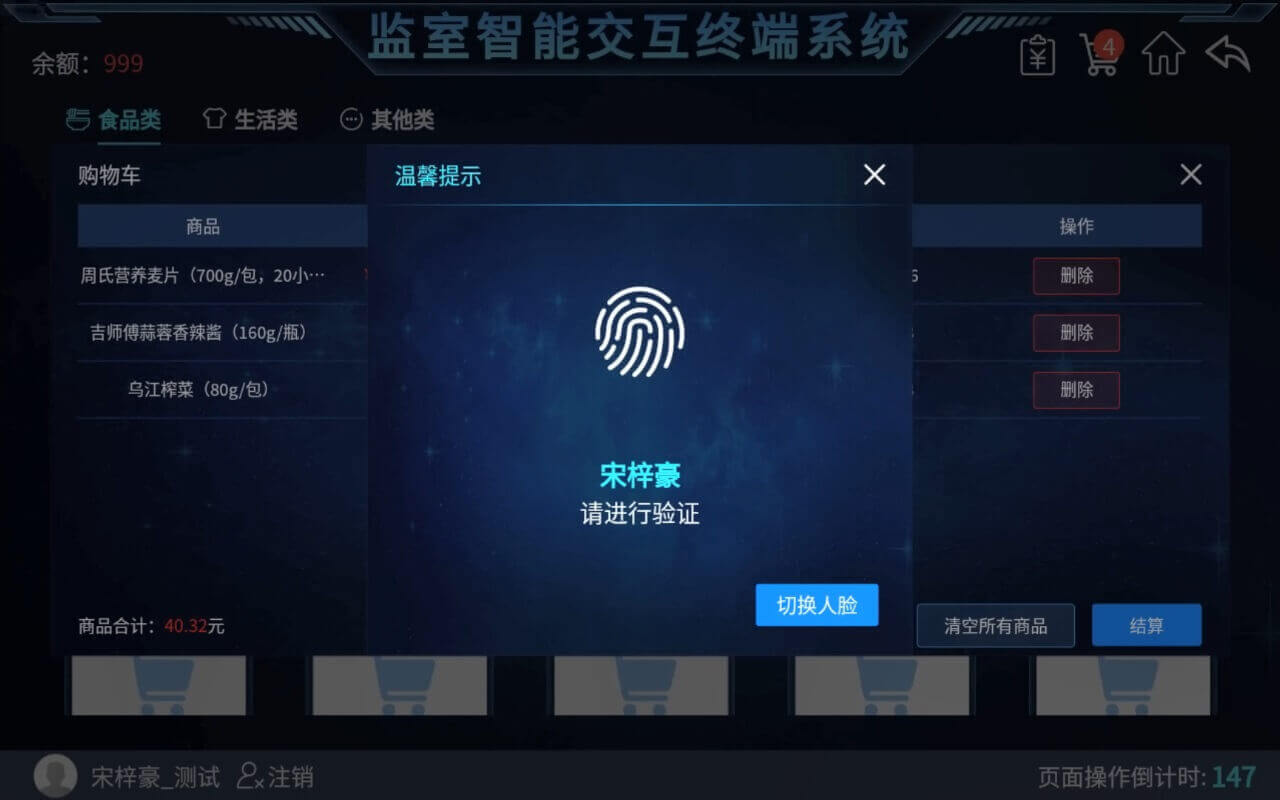 监室智能交互终端系统
余额：999
4
食品类 生活类 其他类
购物车
温馨提示
商品 操作
周氏营养麦片（700g/包，20小… 删除
吉师傅蒜蓉香辣酱（160g/瓶） 删除
乌江榨菜（80g/包） 删除
宋梓豪
请进行验证
切换人脸
商品合计：40.32元 清空所有商品 结算
宋梓豪_测试 注销 页面操作倒计时: 147